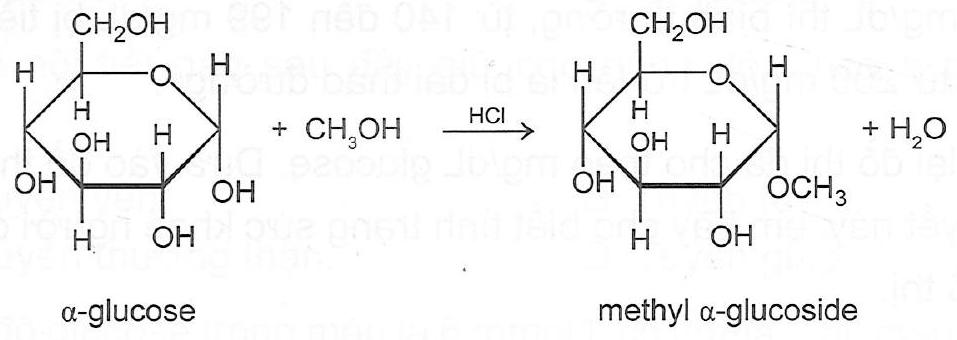 CH₂OH CH₂OH
H O H H O H
H H
OH H + CH₃OH HCl OH H + H₂O
OH OH OH OCH₃
H OH H OH
α-glucose methyl α-glucoside